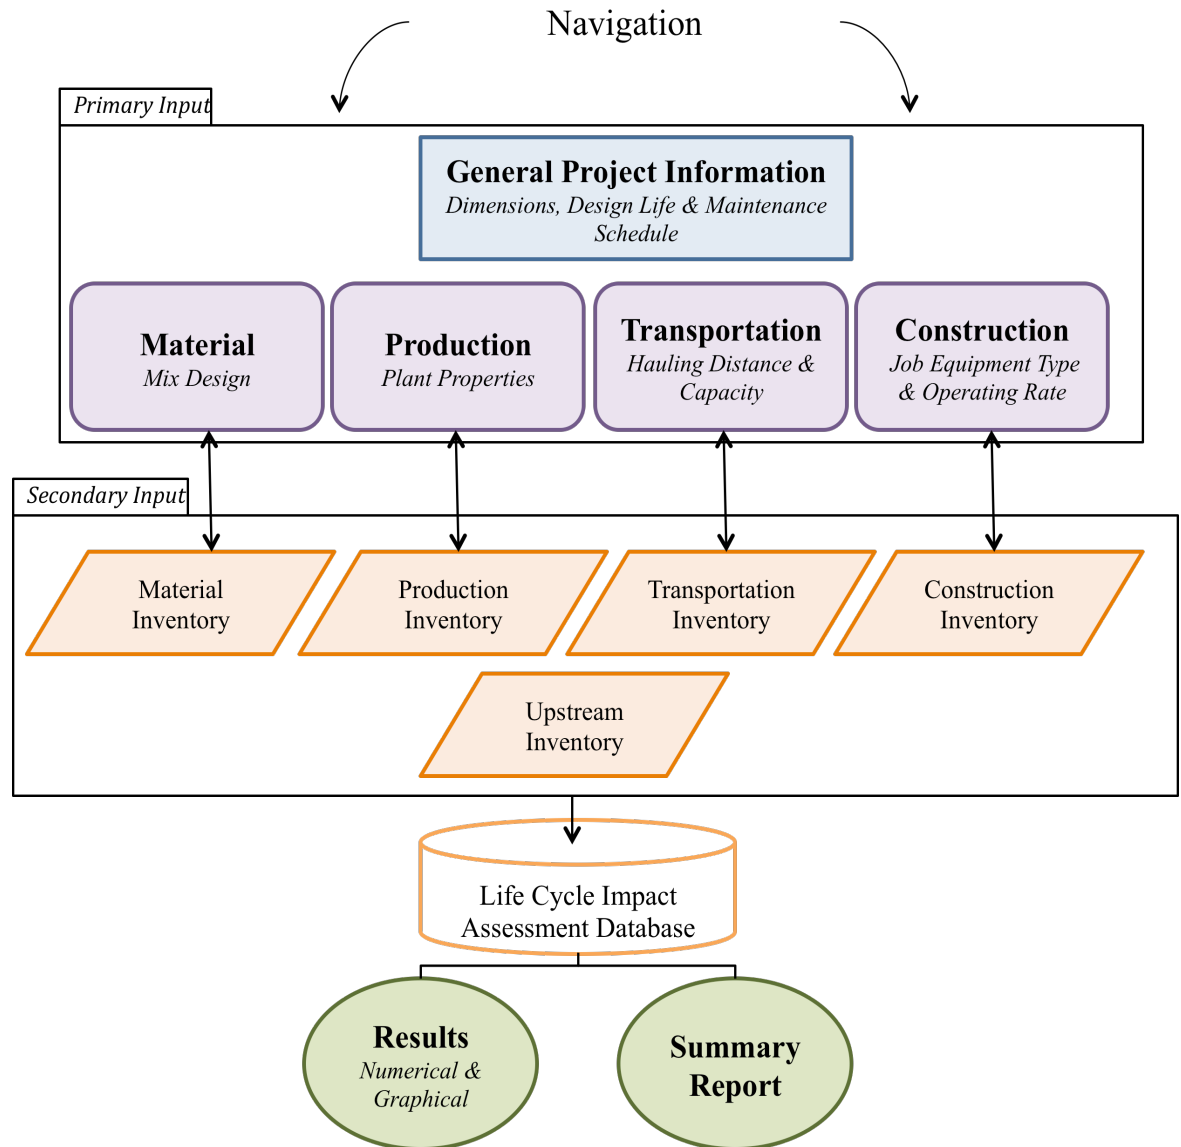 Navigation
Primary Input
General Project Information
Dimensions, Design Life & Maintenance
Schedule
Material
Mix Design
Production
Plant Properties
Transportation
Hauling Distance &
Capacity
Construction
Job Equipment Type
& Operating Rate
Secondary Input
Material
Inventory
Production
Inventory
Transportation
Inventory
Construction
Inventory
Upstream
Inventory
Life Cycle Impact
Assessment Database
Results
Numerical &
Graphical
Summary
Report